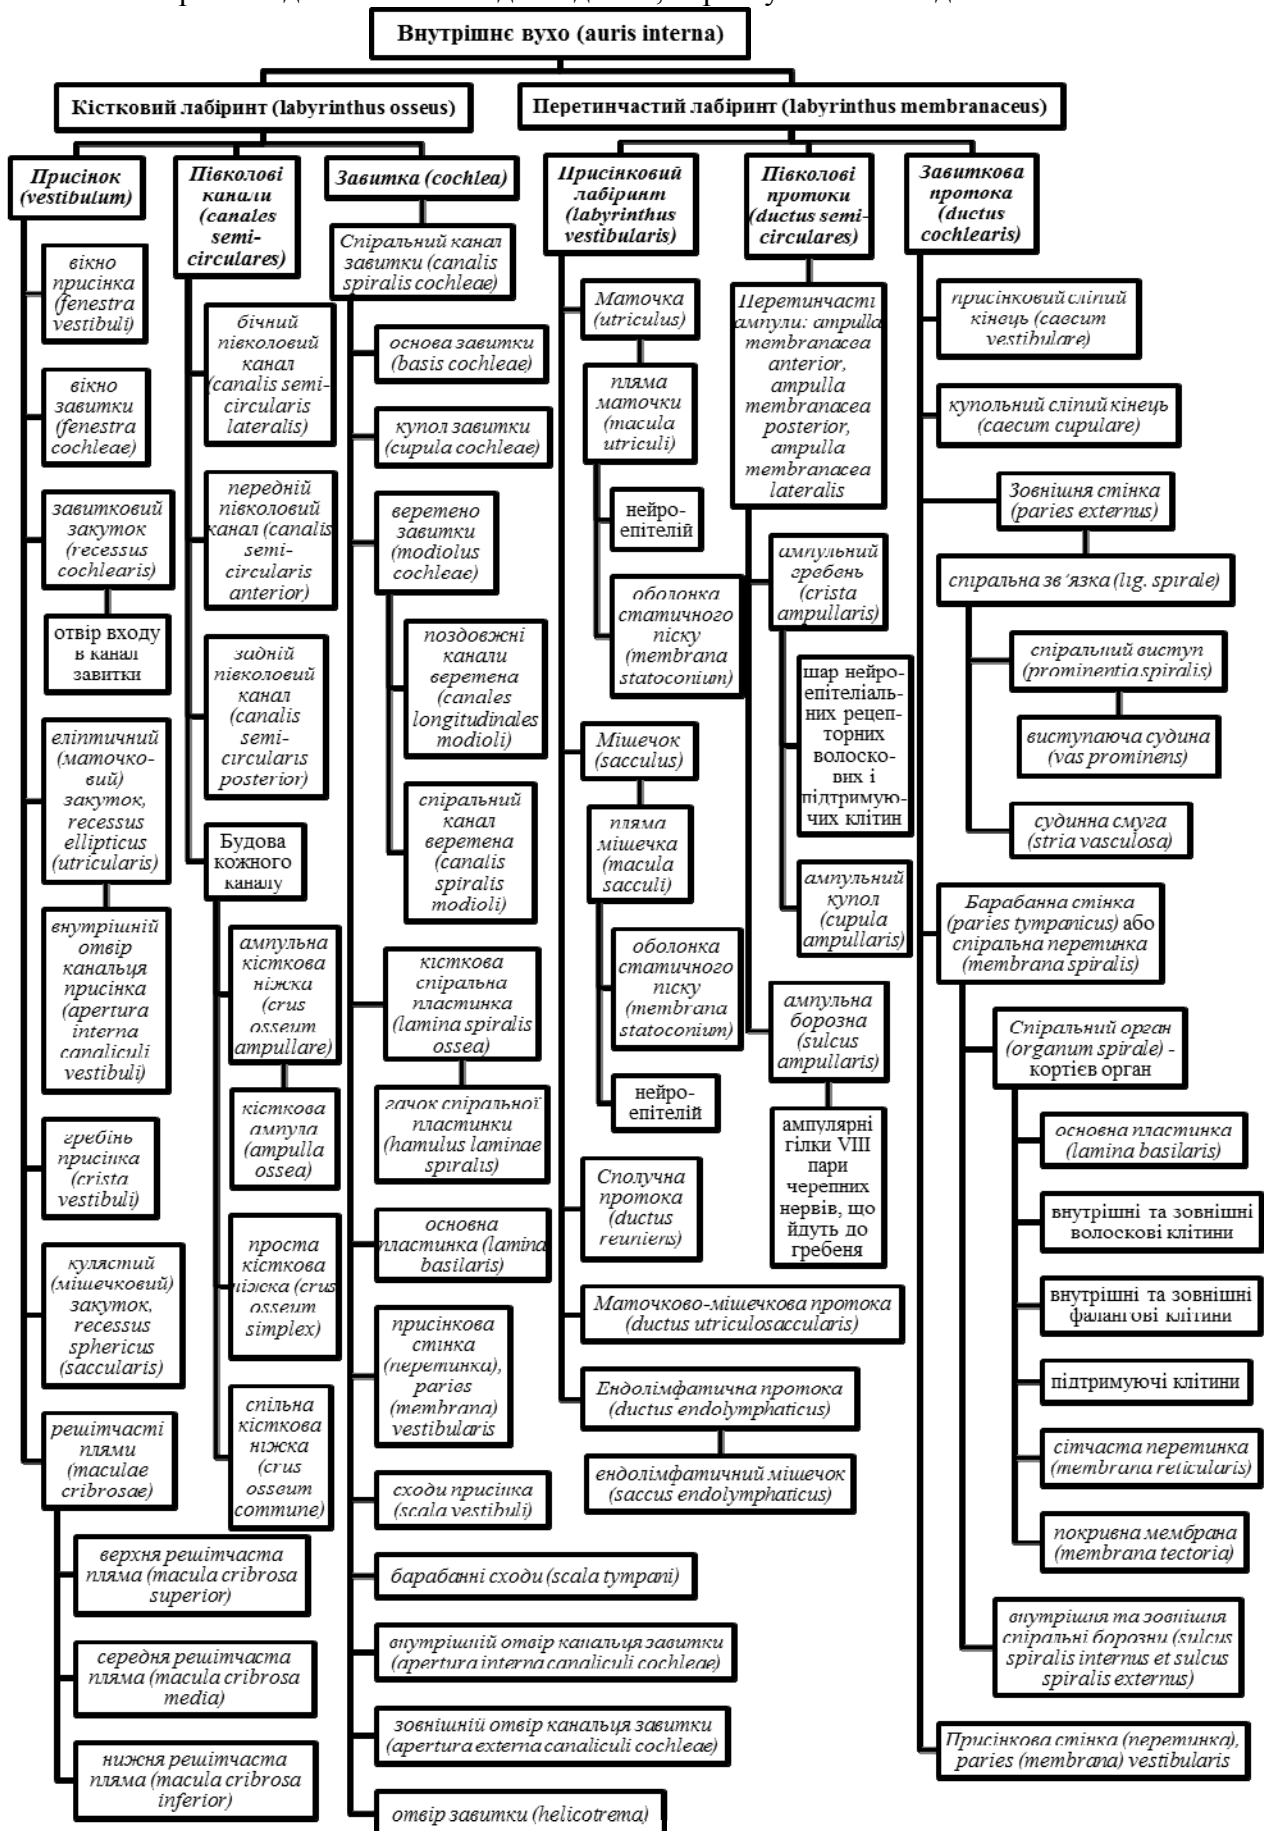 Внутрішнє вухо (auris interna)
Кістковий лабіринт (labyrinthus osseus)
Перетинчастий лабіринт (labyrinthus membranaceus)
Присінок
(vestibulum)
вікно
присінка
(fenestra
vestibuli)
вікно
завитки
(fenestra
cochleae)
завитковий
закуток
(recessus
cochlearis)
отвір входу
в канал
завитки
еліптичний
(маточко-
вий)
закуток,
recessus
ellipticus
(utricularis)
внутрішній
отвір
канальця
присінка
(apertura
interna
canaliculi
vestibuli)
гребінь
присінка
(crista
vestibuli)
кулястий
(мішечковий)
закуток,
recessus
sphericus
(saccularis)
решітчасті
плями
(maculae
cribrosae)
верхня решітчаста
пляма (macula cribrosa
superior)
середня решітчаста
пляма (macula cribrosa
media)
нижня решітчаста
пляма (macula cribrosa
inferior)
Півколові
канали
(canales
semi-
circulares)
бічний
півколовий
канал
(canalis semi-
circularis
lateralis)
передній
півколовий
канал (canalis
semi-
circularis
anterior)
задній
півколовий
канал
(canalis
semi-
circularis
posterior)
Будова
кожного
каналу
ампульна
кісткова
ніжка
(crus
osseum
ampullare)
кісткова
ампула
(ampulla
ossea)
проста
кісткова
ніжка (crus
osseum
simplex)
спільна
кісткова
ніжка
(crus
osseum
commune)
Завитка (cochlea)
Спіральний канал
завитки (canalis
spiralis cochleae)
основа завитки
(basis cochleae)
купол завитки
(cupula cochleae)
веретено
завитки
(modiolus
cochleae)
поздовжні
канали
веретена
(canales
longitudinales
modioli)
спіральний
канал
веретена
(canalis
spiralis
modioli)
кісткова
спіральна
пластинка
(lamina spiralis
ossea)
гачок спіральної
пластинки
(hamulus laminae
spiralis)
основна
пластинка (lamina
basilaris)
присінкова
стінка
(перетинка),
paries
(membrana)
vestibularis
сходи присінка
(scala vestibuli)
барабанні сходи (scala tympani)
внутрішній отвір канальця завитки
(apertura interna canaliculi cochleae)
зовнішній отвір канальця завитки
(apertura externa canaliculi cochleae)
отвір завитки (helicotrema)
Присінковий
лабіринт
(labyrinthus
vestibularis)
Маточка
(utriculus)
пляма
маточки
(macula
utriculi)
нейро-
епітелій
оболонка
статичного
піску
(membrana
statoconium)
Мішечок
(sacculus)
пляма
мішечка
(macula
sacculi)
оболонка
статичного
піску
(membrana
statoconium)
нейро-
епітелій
Сполучна
протока
(ductus
reuniens)
Маточково-мішечкова протока
(ductus utriculosaccularis)
Ендолімфатична протока
(ductus endolymphaticus)
ендолімфатичний мішечок
(saccus endolymphaticus)
Півколові
протоки
(ductus semi-
circulares)
Перетинчасті
ампули: ampulla
membranacea
anterior,
ampulla
membranacea
posterior,
ampulla
membranacea
lateralis
ампульний
гребень
(crista
ampullaris)
шар нейро-
епітеліаль-
них рецеп-
торних
волоско-
вих і
підтримую-
чих клітин
ампульний
купол
(cupula
ampullaris)
ампульна
борозна
(sulcus
ampullaris)
ампулярні
гілки VIII
пари
черепних
нервів, що
йдуть до
гребеня
Завиткова
протока
(ductus
cochlearis)
присінковий сліпий
кінець (caecum
vestibulare)
купольний сліпий кінець
(caecum cupulare)
Зовнішня стінка
(paries externus)
спіральна зв᾽язка (lig. spirale)
спіральний виступ
(prominentia spiralis)
виступаюча судина
(vas prominens)
судинна смуга
(stria vasculosa)
Барабанна стінка
(paries tympanicus) або
спіральна перетинка
(membrana spiralis)
Спіральний орган
(organum spirale) -
кортієв орган
основна пластинка
(lamina basilaris)
внутрішні та зовнішні
волоскові клітини
внутрішні та зовнішні
фалангові клітини
підтримуючі клітини
сітчаста перетинка
(membrana reticularis)
покривна мембрана
(membrana tectoria)
внутрішня та зовнішня
спіральні борозни (sulcus
spiralis internus et sulcus
spiralis externus)
Присінкова стінка (перетинка),
paries (membrana) vestibularis